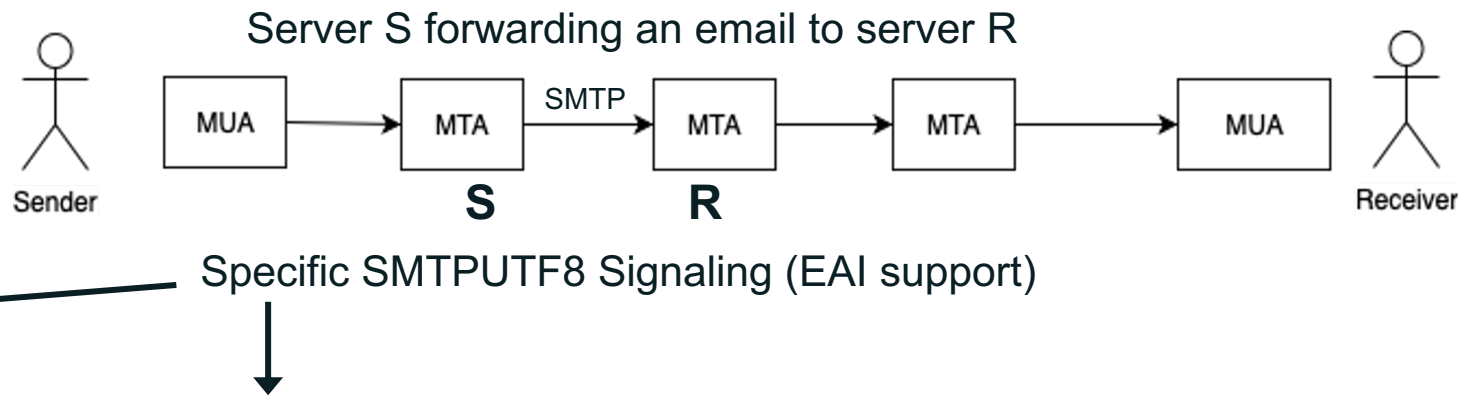 Server S forwarding an email to server R
MUA
MTA
SMTP
MTA
MTA
MUA
Sender
S
R
Receiver
Specific SMTPUTF8 Signaling (EAI support)